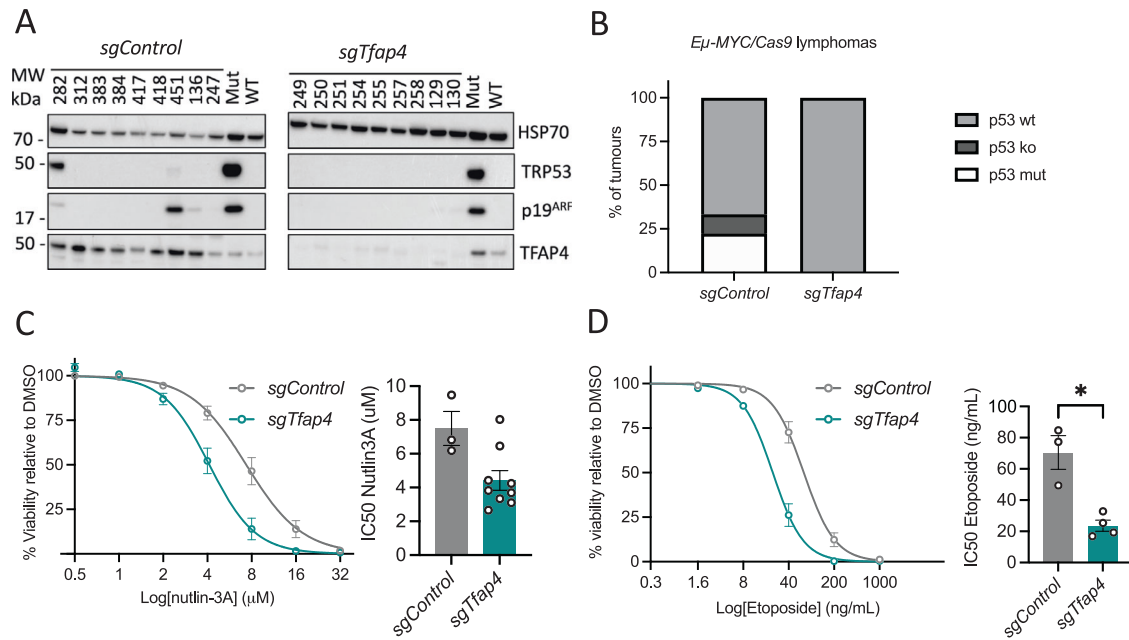 A
sgControl
sgTfap4
MW
kDa
282 312 383 384 417 418 451 136 247 Mut WT
249 250 251 254 255 257 258 129 130 Mut WT
70 - HSP70
50 - TRP53
17 - p19ARF
50 - TFAP4
B
Eμ-MYC/Cas9 lymphomas
% of tumours
100
75
50
25
0
sgControl sgTfap4
p53 wt
p53 ko
p53 mut
C
% Viability relative to DMSO
100
75
50
25
0
0.5 1 2 4 8 16 32
Log[nutlin-3A] (μM)
sgControl
sgTfap4
IC50 Nutlin3A (uM)
10
8
6
4
2
0
sgControl sgTfap4
D
% viability relative to DMSO
100
75
50
25
0
0.3 1.6 8 40 200 1000
Log[Etoposide] (ng/mL)
sgControl
sgTfap4
IC50 Etoposide (ng/mL)
100
80
60
40
20
0
*
sgControl sgTfap4